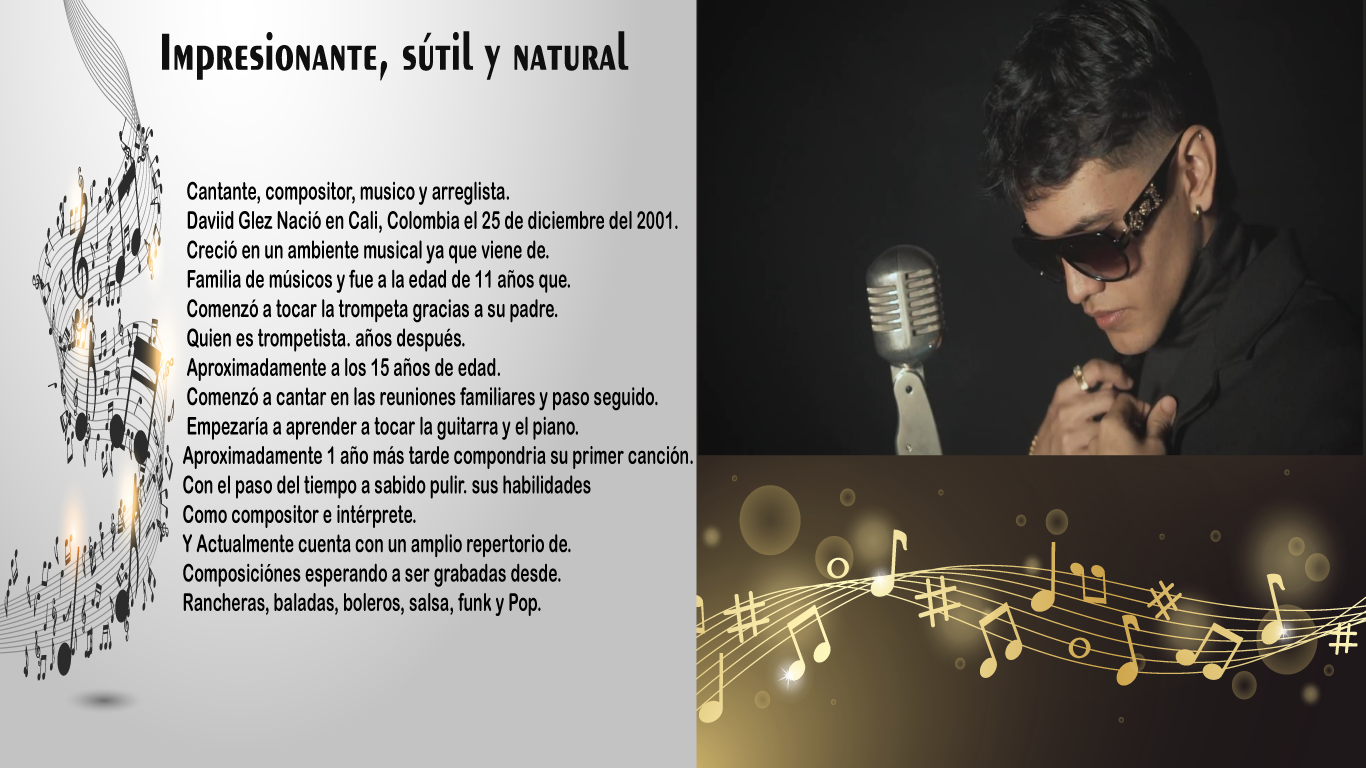 Impresionante, sútil y natural
Cantante, compositor, musico y arreglista.
Daviid Glez Nació en Cali, Colombia el 25 de diciembre del 2001.
Creció en un ambiente musical ya que viene de.
Familia de músicos y fue a la edad de 11 años que.
Comenzó a tocar la trompeta gracias a su padre.
Quien es trompetista. años después.
Aproximadamente a los 15 años de edad.
Comenzó a cantar en las reuniones familiares y paso seguido.
Empezaría a aprender a tocar la guitarra y el piano.
Aproximadamente 1 año más tarde compondria su primer canción.
Con el paso del tiempo a sabido pulir. sus habilidades
Como compositor e intérprete.
Y Actualmente cuenta con un amplio repertorio de.
Composiciónes esperando a ser grabadas desde.
Rancheras, baladas, boleros, salsa, funk y Pop.